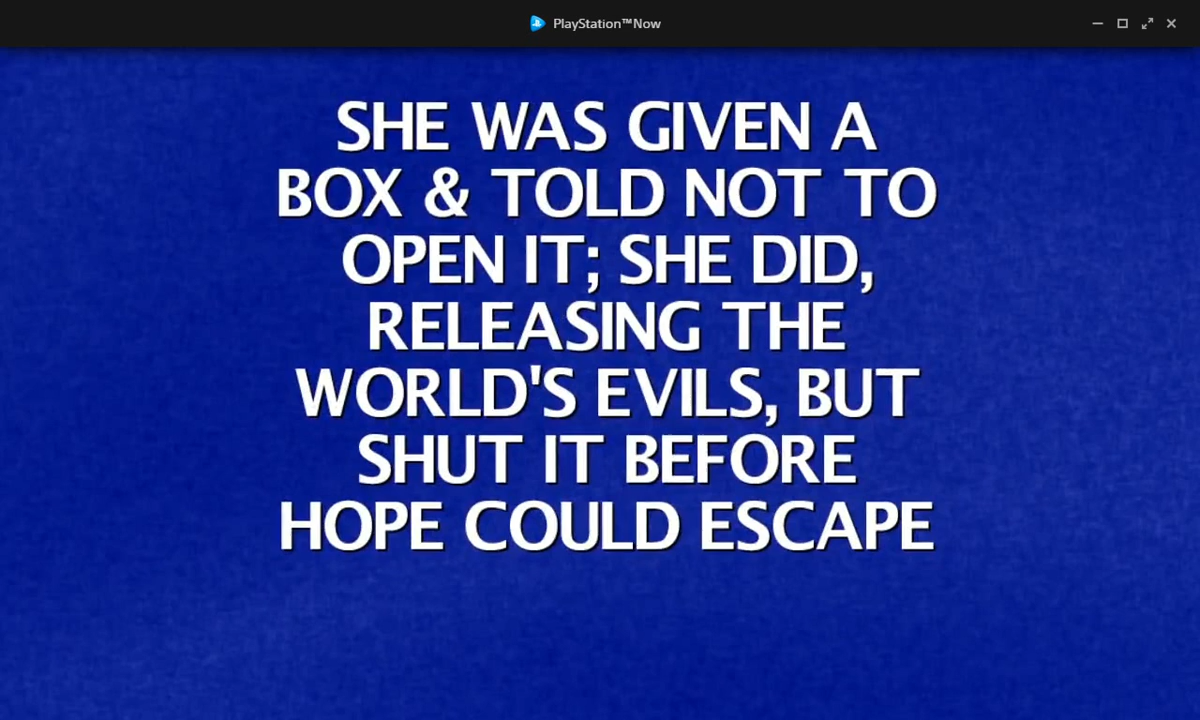 PlayStation™Now
SHE WAS GIVEN A
BOX & TOLD NOT TO
OPEN IT; SHE DID,
RELEASING THE
WORLD'S EVILS, BUT
SHUT IT BEFORE
HOPE COULD ESCAPE